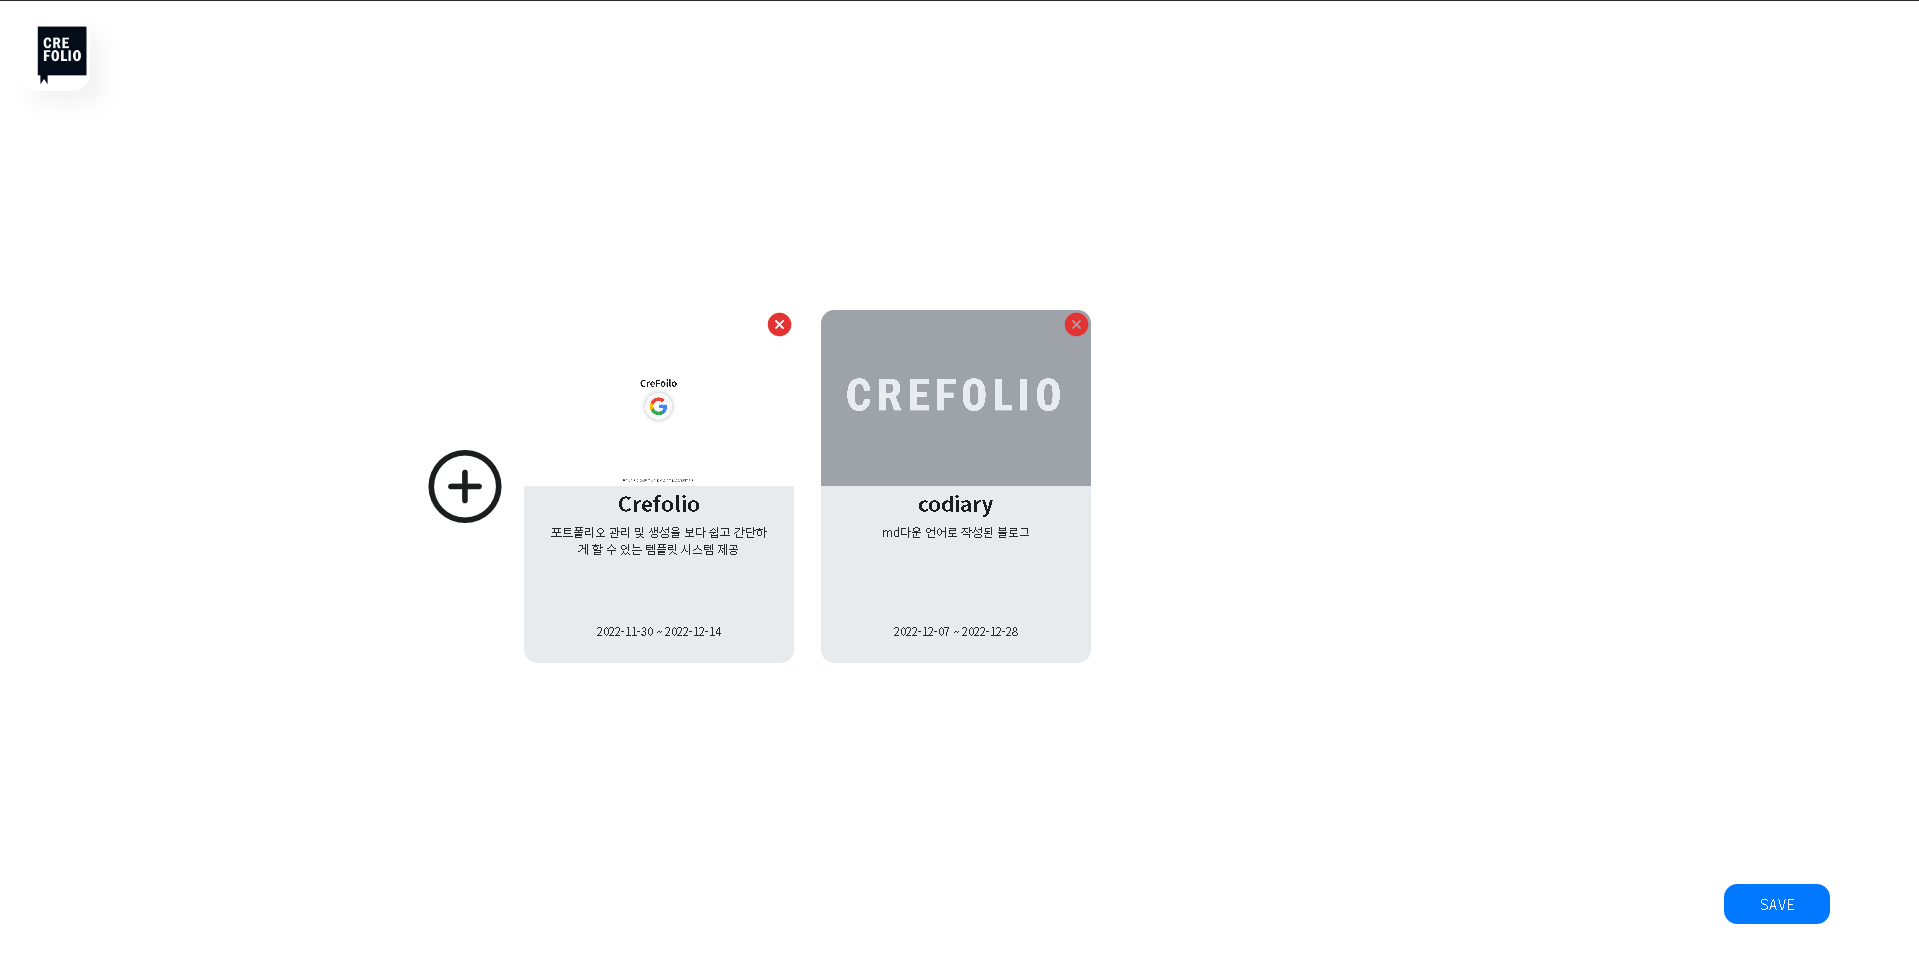 CRE
FOLIO
CreFoilo
CREFOLIO
Crefolio
포트폴리오 관리 및 생성을 보다 쉽고 간단하
게 할 수 있는 템플릿 시스템 제공
2022-11-30 ~ 2022-12-14
codiary
md다운 언어로 작성된 블로그
2022-12-07 ~ 2022-12-28
SAVE